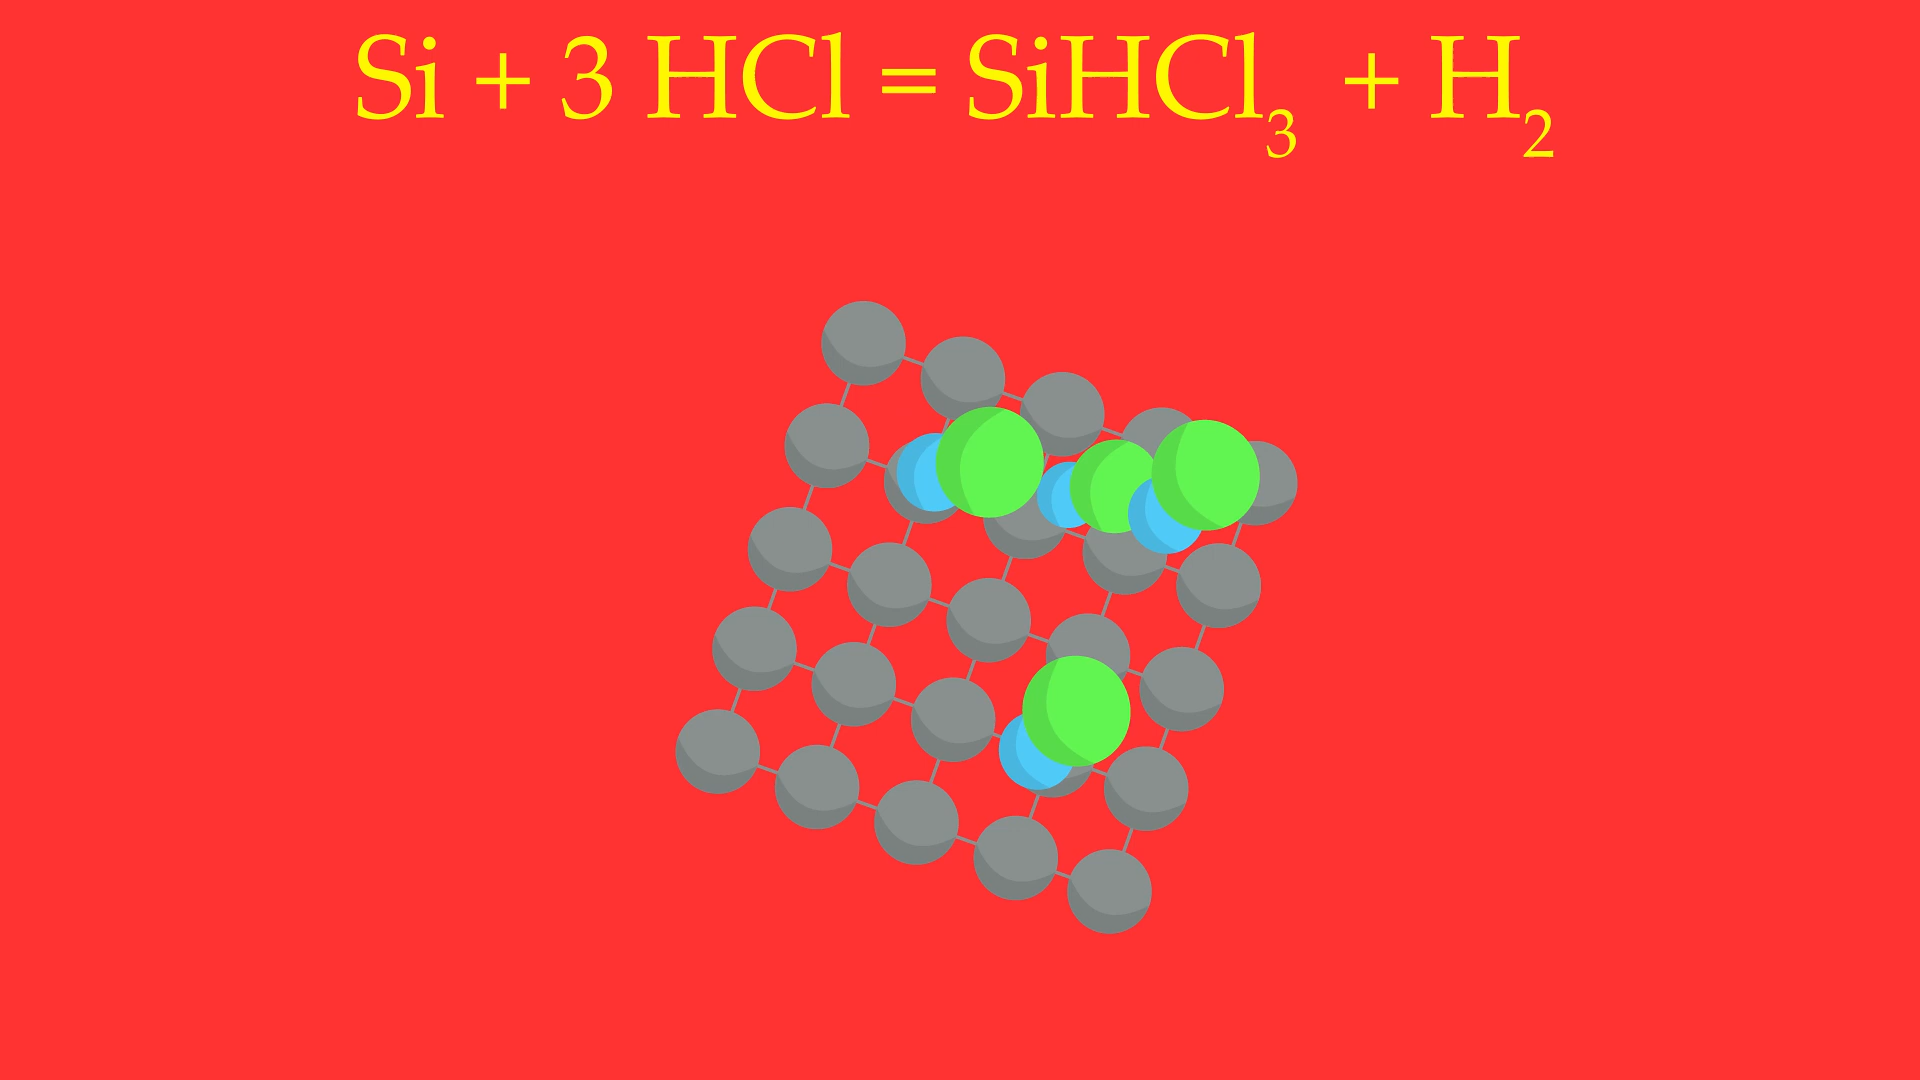 Si + 3 HCl = SiHCl₃ + H₂